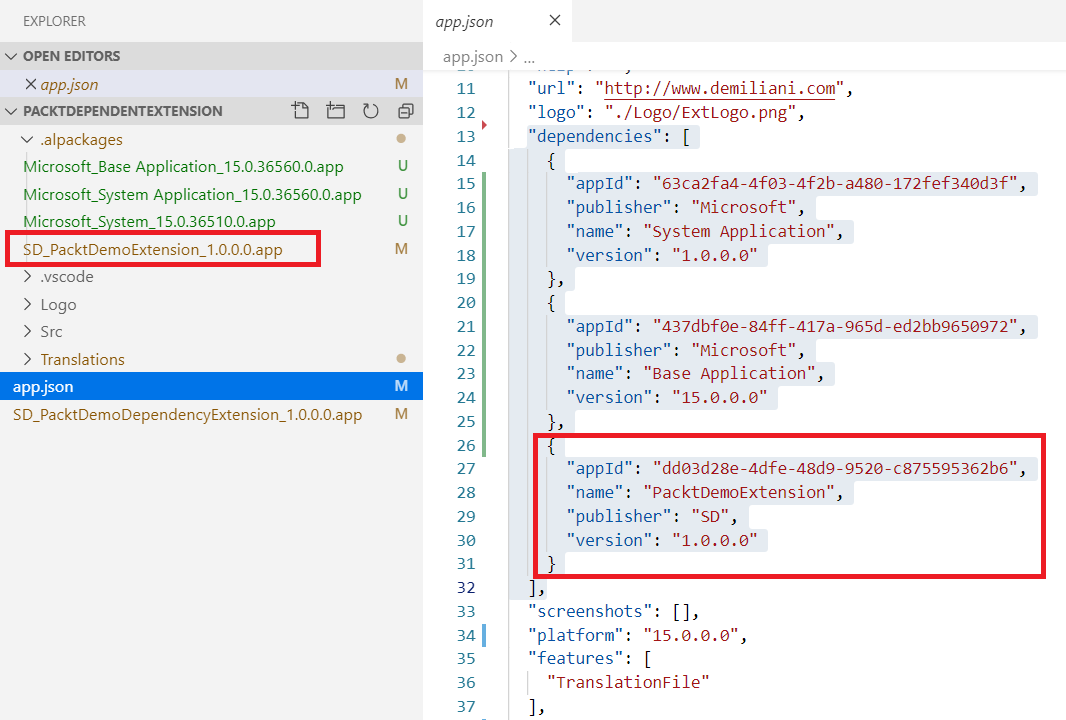 EXPLORER
OPEN EDITORS
app.json M
PACKTDEPENDENTEXTENSION
.alpackages
Microsoft_Base Application_15.0.36560.0.app U
Microsoft_System Application_15.0.36560.0.app U
Microsoft_System_15.0.36510.0.app U
SD_PacktDemoExtension_1.0.0.0.app M
.vscode
Logo
Src
Translations
app.json M
SD_PacktDemoDependencyExtension_1.0.0.0.app M
app.json
app.json > ...
11 "url": "http://www.demiliani.com",
12 "logo": "./Logo/ExtLogo.png",
13 "dependencies": [
14 {
15 "appId": "63ca2fa4-4f03-4f2b-a480-172fef340d3f",
16 "publisher": "Microsoft",
17 "name": "System Application",
18 "version": "1.0.0.0"
19 },
20 {
21 "appId": "437dbf0e-84ff-417a-965d-ed2bb9650972",
22 "publisher": "Microsoft",
23 "name": "Base Application",
24 "version": "15.0.0.0"
25 },
26 {
27 "appId": "dd03d28e-4dfe-48d9-9520-c875595362b6",
28 "name": "PacktDemoExtension",
29 "publisher": "SD",
30 "version": "1.0.0.0"
31 }
32 ],
33 "screenshots": [],
34 "platform": "15.0.0.0",
35 "features": [
36 "TranslationFile"
37 ],